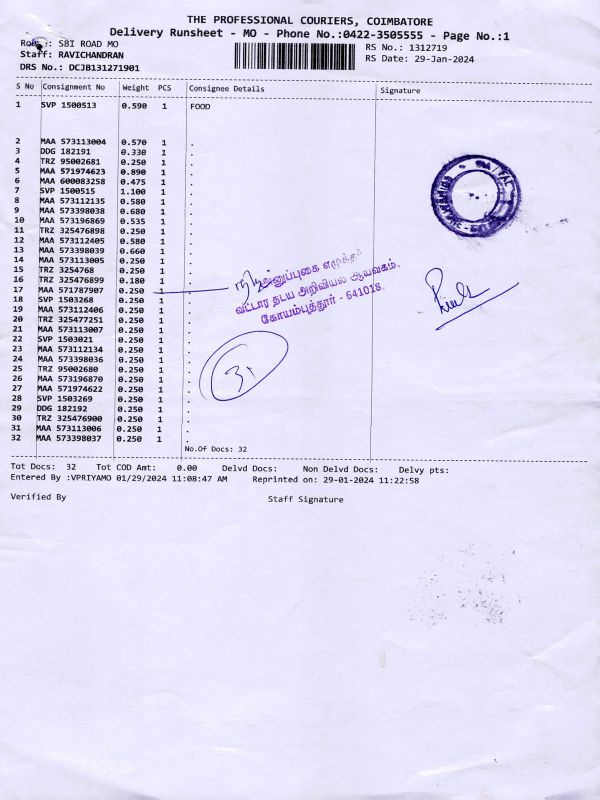 THE PROFESSIONAL COURIERS, COIMBATORE
Delivery Runsheet - MO - Phone No.:0422-3505555 - Page No.:1
SBI ROAD MO
RS No.: 1312719
Staff: RAVICHANDRAN
RS Date: 29-Jan-2024
DRS No.: DCJB131271901
S No Consignment No Weight PCS Consignee Details Signature
1 SVP 1500513 0.590 1 FOOD
2 MAA 573113004 0.570 1 .
3 DDG 182191 0.330 1 .
4 TRZ 95002681 0.250 1 .
5 MAA 571974623 0.890 1 .
6 MAA 600083258 0.475 1 .
7 SVP 1500515 1.100 1 .
8 MAA 573112135 0.580 1 .
9 MAA 573398038 0.680 1 .
10 MAA 573196869 0.535 1 .
11 TRZ 325476898 0.250 1 .
12 MAA 573112405 0.580 1 .
13 MAA 573398039 0.660 1 .
14 MAA 573113005 0.250 1 .
15 TRZ 3254768 0.250 1 .
16 TRZ 325476899 0.180 1 .
17 MAA 571787907 0.250 1 .
18 SVP 1503268 0.250 1 .
19 MAA 573112406 0.250 1 .
20 TRZ 325477251 0.250 1 .
21 MAA 573113007 0.250 1 .
22 SVP 1503021 0.250 1 .
23 MAA 573112134 0.250 1 .
24 MAA 573398036 0.250 1 .
25 TRZ 95002680 0.250 1 .
26 MAA 573196870 0.250 1 .
27 MAA 571974622 0.250 1 .
28 SVP 1503269 0.250 1 .
29 DDG 182192 0.250 1 .
30 TRZ 325476900 0.250 1 .
31 MAA 573113006 0.250 1 .
32 MAA 573398037 0.250 1 .
அனுப்புகை எழுத்தர்,
வட்டார தடய அறிவியல் ஆய்வகம்,
கோயம்புத்தூர் - 641018.
No.Of Docs: 32
Tot Docs: 32 Tot COD Amt: 0.00 Delvd Docs: Non Delvd Docs: Delvy pts:
Entered By :VPRIYAMO 01/29/2024 11:08:47 AM Reprinted on: 29-01-2024 11:22:58
Verified By Staff Signature